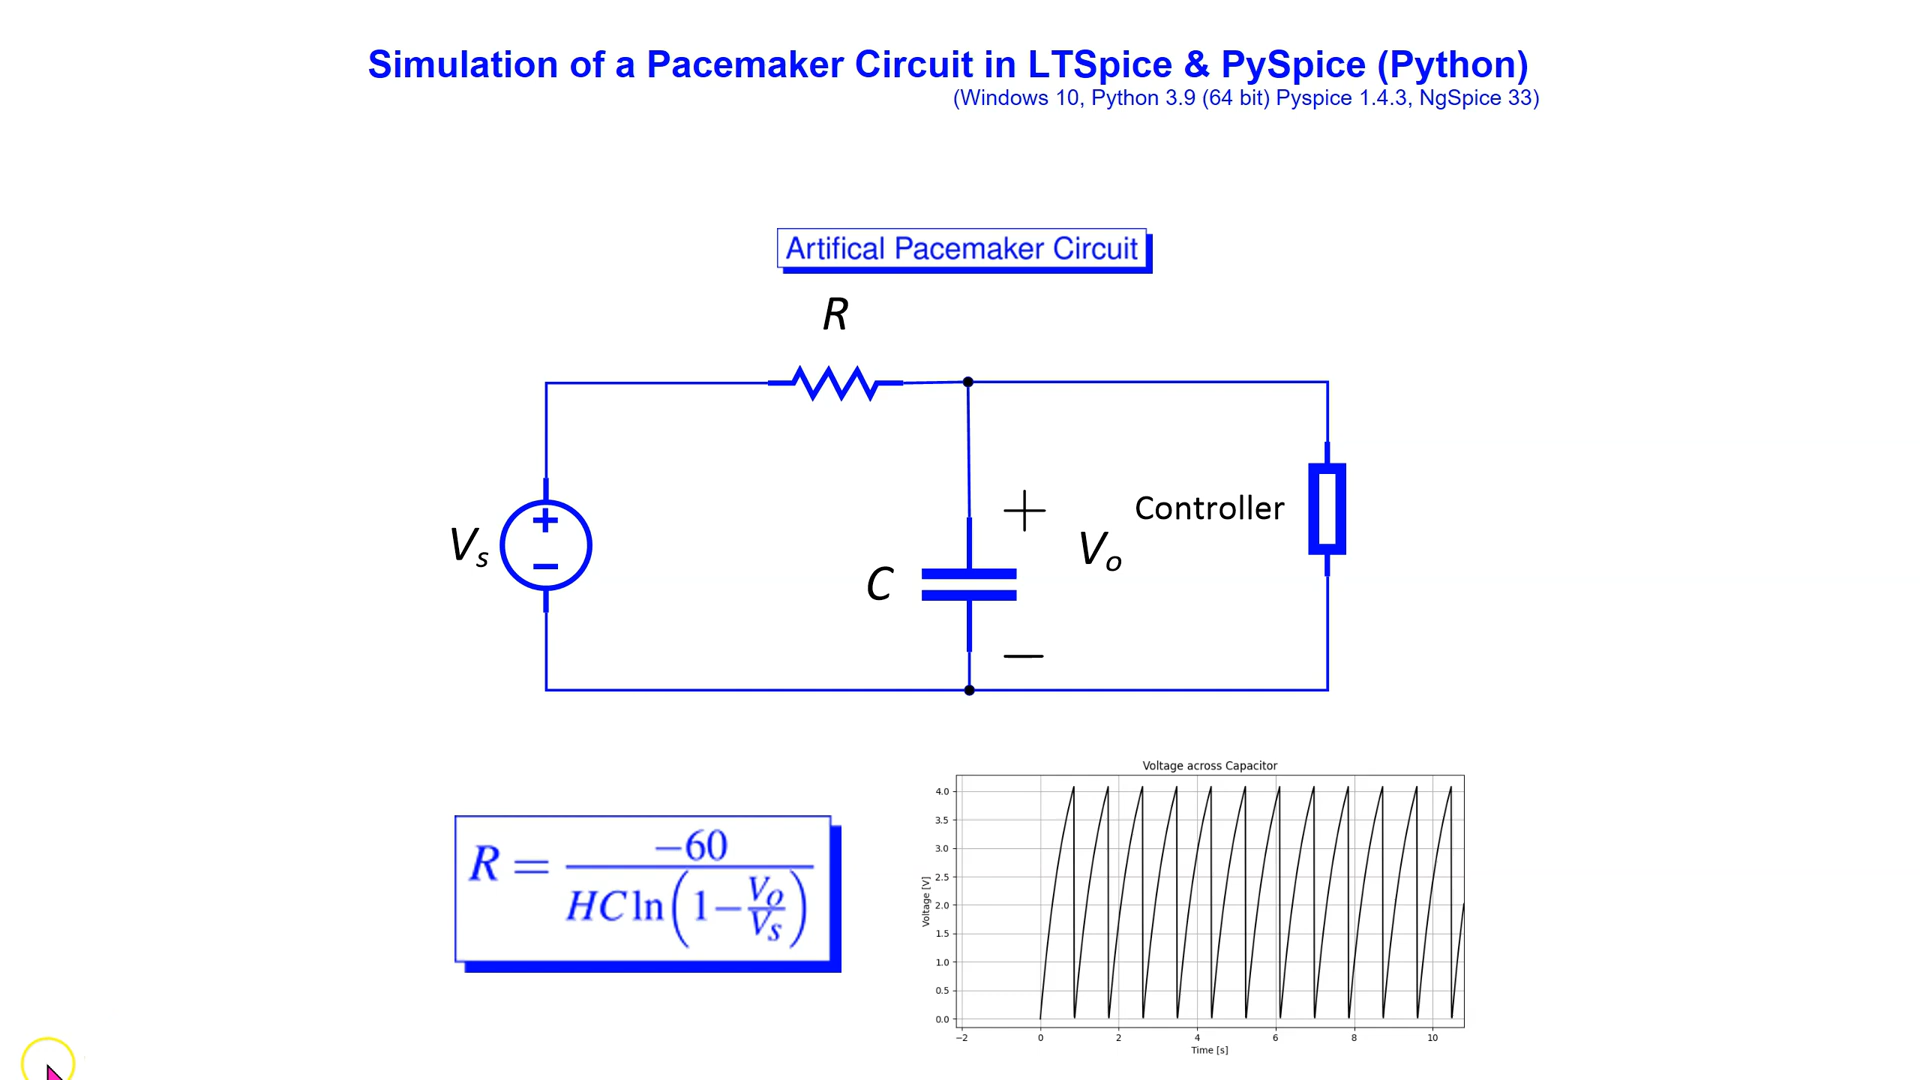 Simulation of a Pacemaker Circuit in LTSpice & PySpice (Python)
(Windows 10, Python 3.9 (64 bit) Pyspice 1.4.3, NgSpice 33)
Artifical Pacemaker Circuit
R
+
−
Vs
C
+
Vo
−
Controller
R = −60 / HC ln(1−Vo/Vs)
Voltage across Capacitor
Voltage [V]
4.0
3.5
3.0
2.5
2.0
1.5
1.0
0.5
0.0
−2 0 2 4 6 8 10
Time [s]